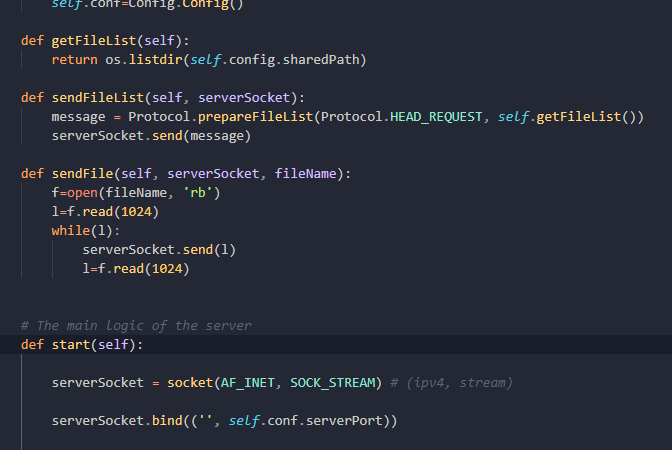 self.conf=Config.Config()
def getFileList(self):
return os.listdir(self.config.sharedPath)
def sendFileList(self, serverSocket):
message = Protocol.prepareFileList(Protocol.HEAD_REQUEST, self.getFileList())
serverSocket.send(message)
def sendFile(self, serverSocket, fileName):
f=open(fileName, 'rb')
l=f.read(1024)
while(l):
serverSocket.send(l)
l=f.read(1024)
# The main logic of the server
def start(self):
serverSocket = socket(AF_INET, SOCK_STREAM) # (ipv4, stream)
serverSocket.bind(('', self.conf.serverPort))